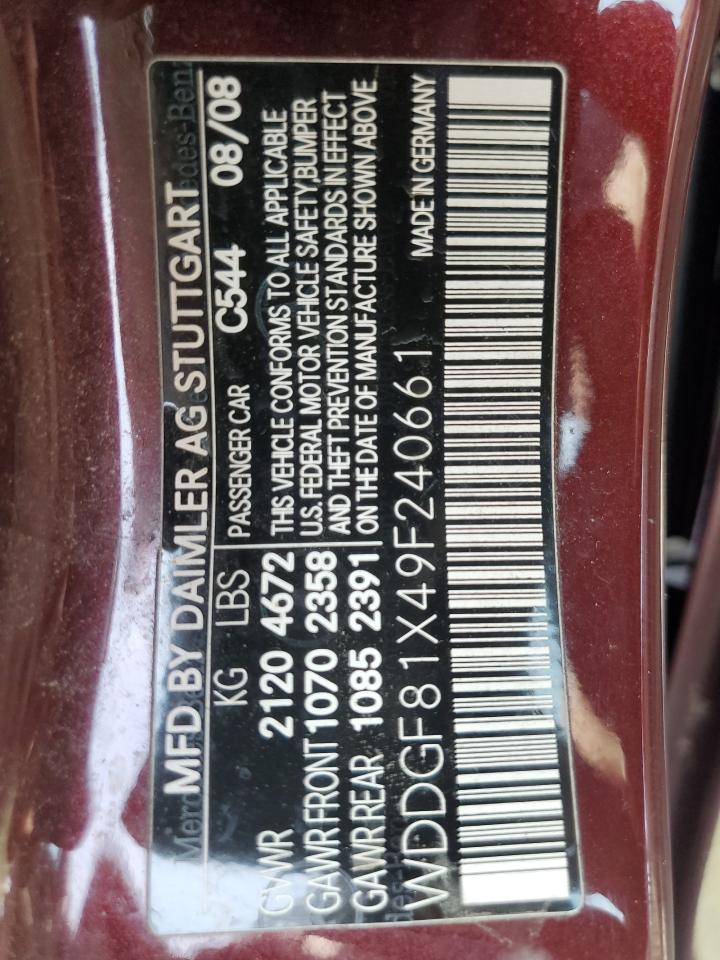 MFD BY DAIMLER AG STUTTGART
KG LBS PASSENGER CAR C544 08/08
GVWR 2120 4672 THIS VEHICLE CONFORMS TO ALL APPLICABLE
GAWR FRONT 1070 2358 U.S. FEDERAL MOTOR VEHICLE SAFETY,BUMPER
GAWR REAR 1085 2391 AND THEFT PREVENTION STANDARDS IN EFFECT
ON THE DATE OF MANUFACTURE SHOWN ABOVE
WDDGF81X49F240661 MADE IN GERMANY